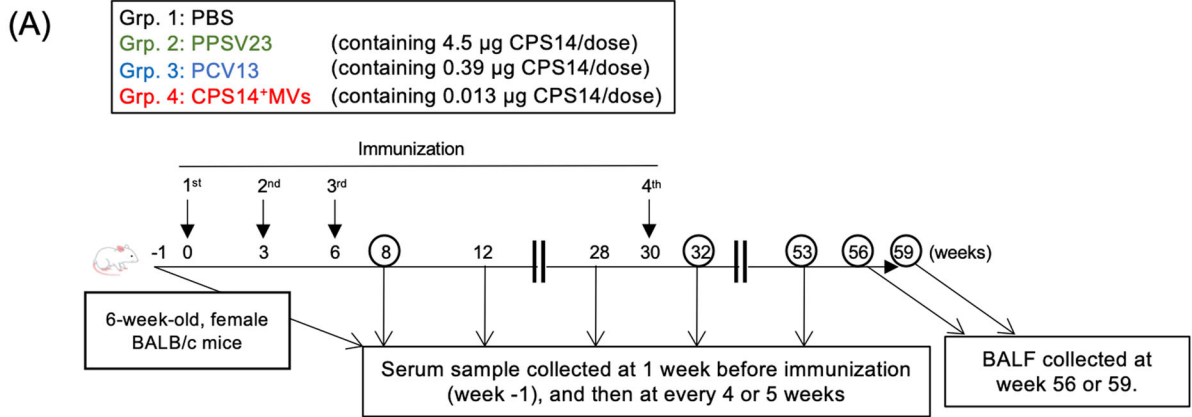 (A)
Grp. 1: PBS
Grp. 2: PPSV23 (containing 4.5 µg CPS14/dose)
Grp. 3: PCV13 (containing 0.39 µg CPS14/dose)
Grp. 4: CPS14⁺MVs (containing 0.013 µg CPS14/dose)
Immunization
1st 2nd 3rd 4th
-1 0 3 6 8 12 28 30 32 53 56 59 (weeks)
6-week-old, female
BALB/c mice
Serum sample collected at 1 week before immunization
(week -1), and then at every 4 or 5 weeks
BALF collected at
week 56 or 59.